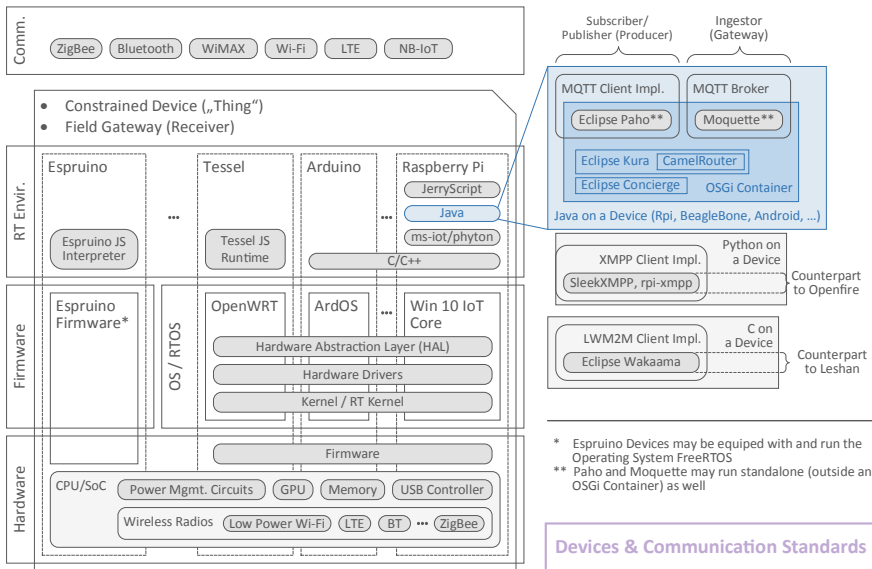 Comm.
ZigBee Bluetooth WiMAX Wi-Fi LTE NB-IoT
• Constrained Device („Thing“)
• Field Gateway (Receiver)
RT Envir.
Espruino
...
Tessel
Arduino
...
Raspberry Pi
JerryScript
Java
ms-iot/phyton
C/C++
Espruino JS
Interpreter
Tessel JS
Runtime
Firmware
Espruino
Firmware*
OS / RTOS
OpenWRT
ArdOS
...
Win 10 IoT
Core
Hardware Abstraction Layer (HAL)
Hardware Drivers
Kernel / RT Kernel
Hardware
Firmware
CPU/SoC
Power Mgmt. Circuits GPU Memory USB Controller
Wireless Radios Low Power Wi-Fi LTE BT ... ZigBee
Subscriber/
Publisher (Producer)
Ingestor
(Gateway)
MQTT Client Impl.
MQTT Broker
Eclipse Paho**
Moquette**
Eclipse Kura CamelRouter
Eclipse Concierge
OSGi Container
Java on a Device (Rpi, BeagleBone, Android, ...)
XMPP Client Impl.
Python on
a Device
SleekXMPP, rpi-xmpp
Counterpart
to Openfire
LWM2M Client Impl.
C on
a Device
Eclipse Wakaama
Counterpart
to Leshan
* Espruino Devices may be equiped with and run the
Operating System FreeRTOS
** Paho and Moquette may run standalone (outside an
OSGi Container) as well
Devices & Communication Standards